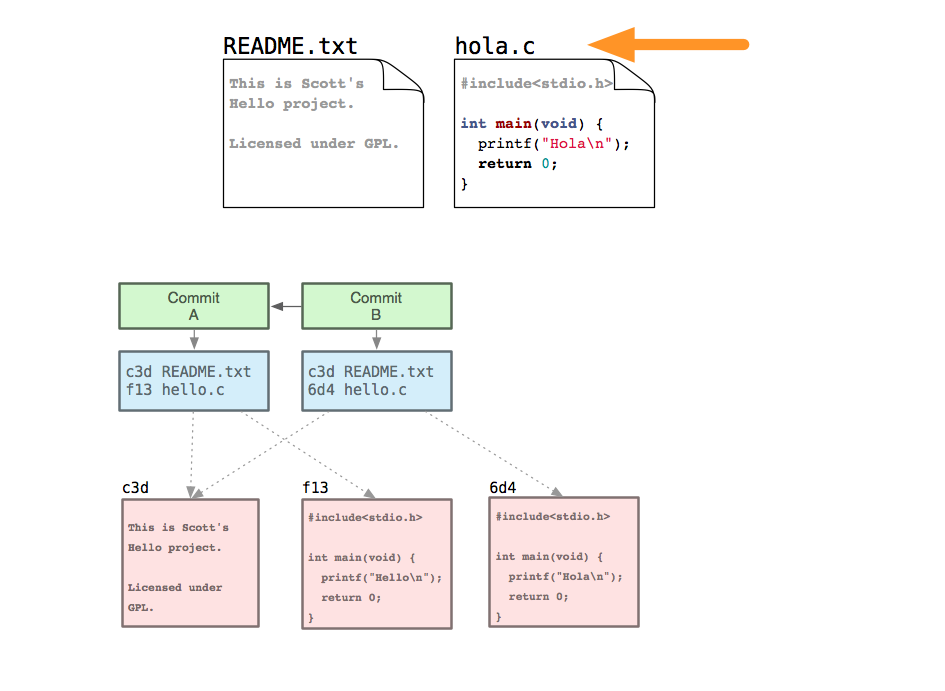 README.txt
This is Scott's
Hello project.
Licensed under GPL.
hola.c
#include<stdio.h>
int main(void) {
  printf("Hola\n");
  return 0;
}
Commit
A
Commit
B
c3d README.txt
f13 hello.c
c3d README.txt
6d4 hello.c
c3d
This is Scott's
Hello project.
Licensed under
GPL.
f13
#include<stdio.h>
int main(void) {
  printf("Hello\n");
  return 0;
}
6d4
#include<stdio.h>
int main(void) {
  printf("Hola\n");
  return 0;
}